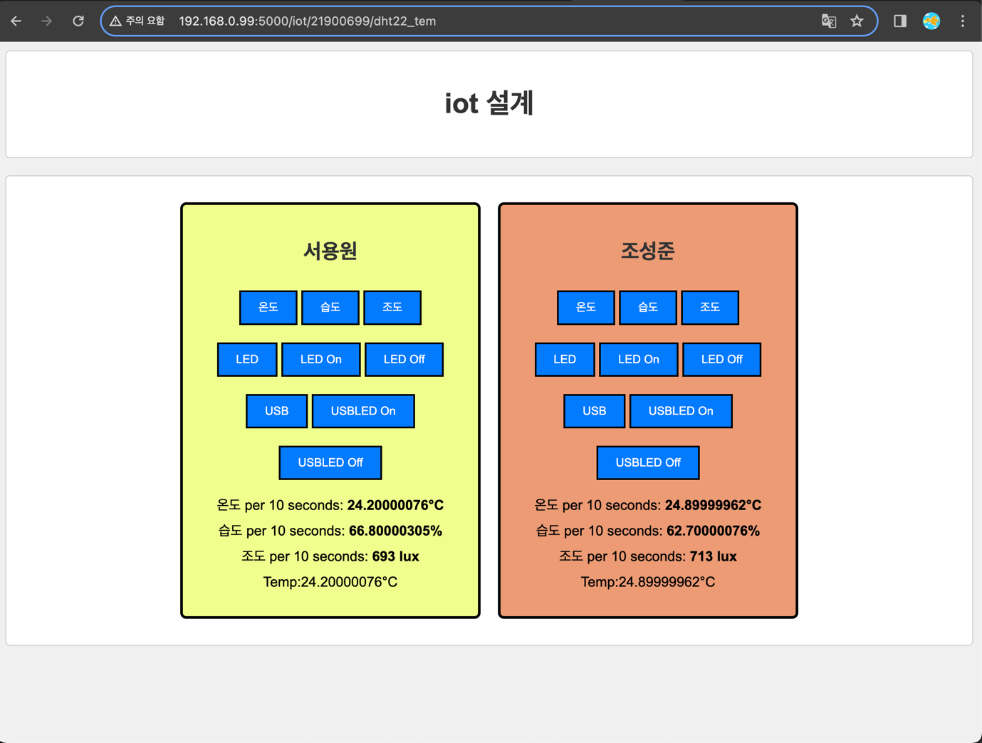 주의 요함 192.168.0.99:5000/iot/21900699/dht22_tem
iot 설계
서용원
온도 습도 조도
LED LED On LED Off
USB USBLED On
USBLED Off
온도 per 10 seconds: 24.20000076°C
습도 per 10 seconds: 66.80000305%
조도 per 10 seconds: 693 lux
Temp:24.20000076°C
조성준
온도 습도 조도
LED LED On LED Off
USB USBLED On
USBLED Off
온도 per 10 seconds: 24.89999962°C
습도 per 10 seconds: 62.70000076%
조도 per 10 seconds: 713 lux
Temp:24.89999962°C